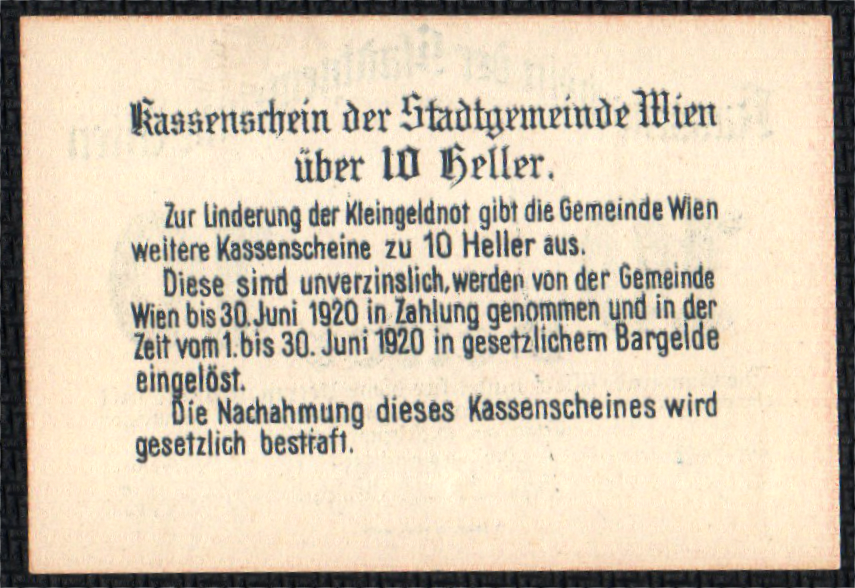 Kassenschein der Stadtgemeinde Wien
über 10 Heller.
Zur Linderung der Kleingeldnot gibt die Gemeinde Wien
weitere Kassenscheine zu 10 Heller aus.
Diese sind unverzinslich, werden von der Gemeinde
Wien bis 30. Juni 1920 in Zahlung genommen und in der
Zeit vom 1. bis 30. Juni 1920 in gesetzlichem Bargelde
eingelöst.
Die Nachahmung dieses Kassenscheines wird
gesetzlich bestraft.